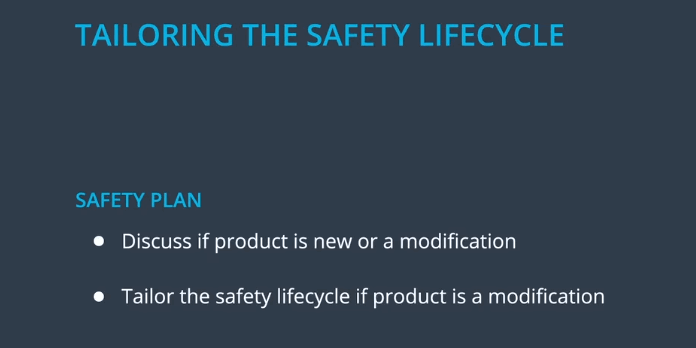 TAILORING THE SAFETY LIFECYCLE
SAFETY PLAN
● Discuss if product is new or a modification
● Tailor the safety lifecycle if product is a modification